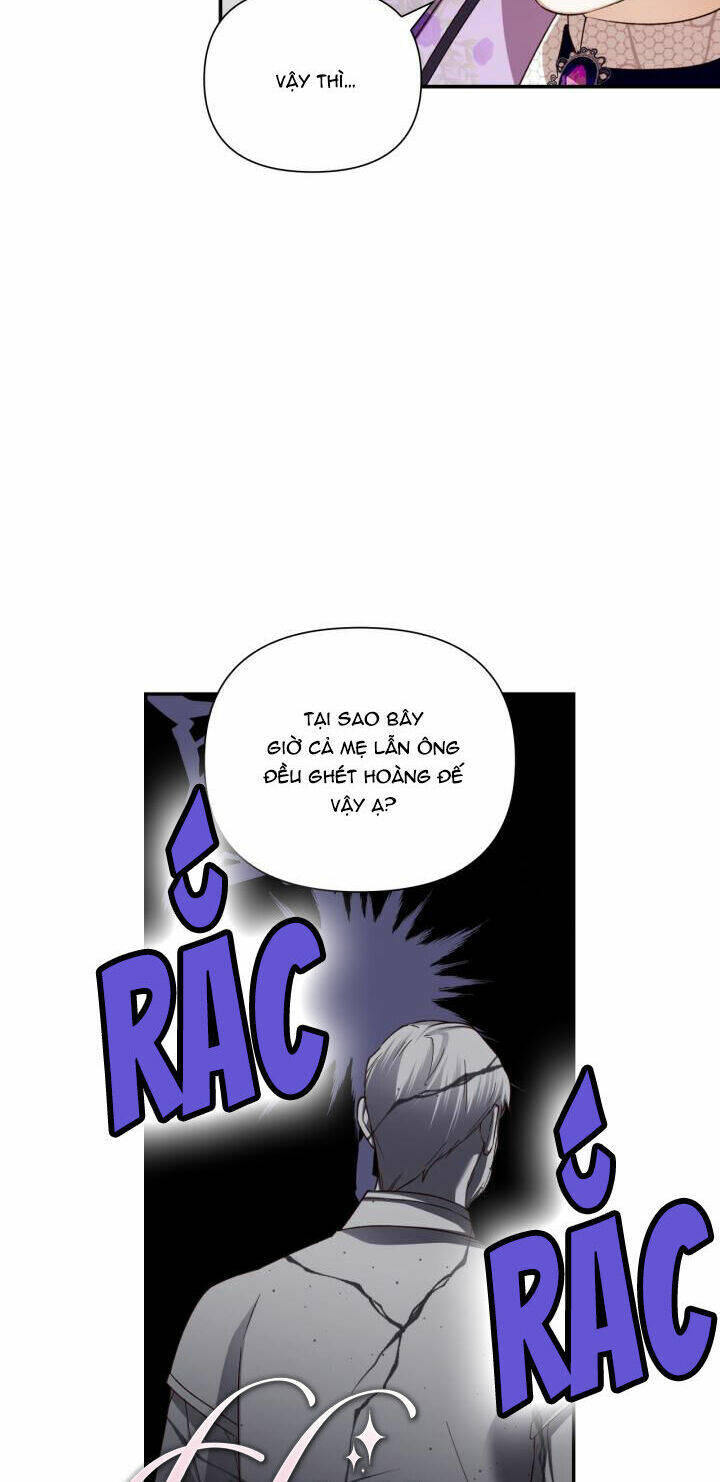 VẬY THÌ...
TẠI SAO BÂY
GIỜ CẢ MẸ LẪN ÔNG
ĐỀU GHÉT HOÀNG ĐẾ
VẬY Ạ?
RẮC
RẮC